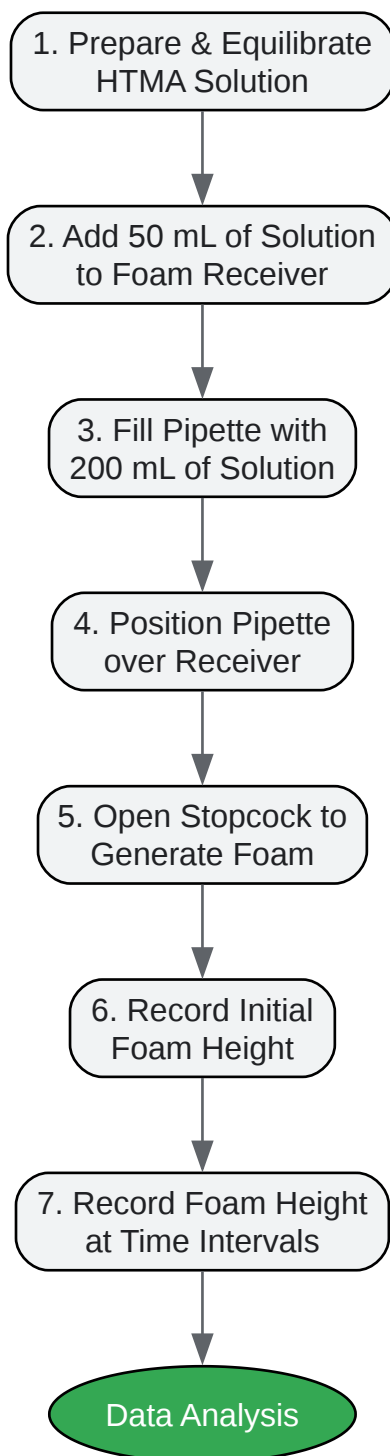 1. Prepare & Equilibrate
HTMA Solution
2. Add 50 mL of Solution
to Foam Receiver
3. Fill Pipette with
200 mL of Solution
4. Position Pipette
over Receiver
5. Open Stopcock to
Generate Foam
6. Record Initial
Foam Height
7. Record Foam Height
at Time Intervals
Data Analysis